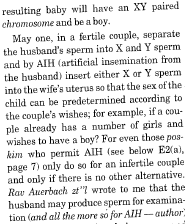 resulting baby will have an XY paired
chromosome and be a boy.
May one, in a fertile couple, separate
the husband's sperm into X and Y sperm
and by AIH (artificial insemination from
the husband) insert either X or Y sperm
into the wife's uterus so that the sex of the
child can be predetermined according to
the couple's wishes; for example, if a cou-
ple already has a number of girls and
wishes to have a boy? For even those pos-
kim who permit AIH (see below E2(a),
page 7) only do so for an infertile couple
and only if there is no other alternative.
Rav Auerbach zt"l wrote to me that the
husband may produce sperm for examina-
tion (and all the more so for AIH — author